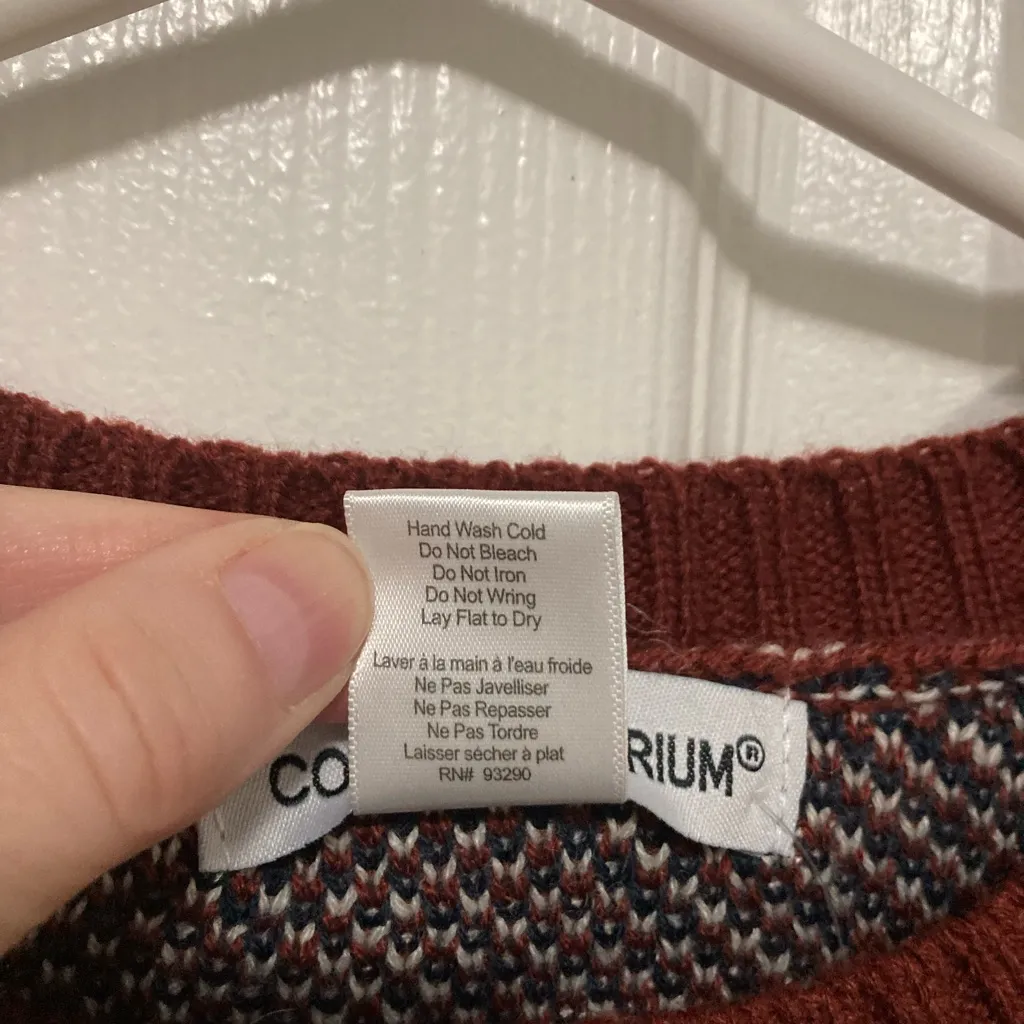 Hand Wash Cold
Do Not Bleach
Do Not Iron
Do Not Wring
Lay Flat to Dry
Laver à la main à l'eau froide
Ne Pas Javelliser
Ne Pas Repasser
Ne Pas Tordre
Laisser sécher à plat
RN# 93290
CO RIUM®